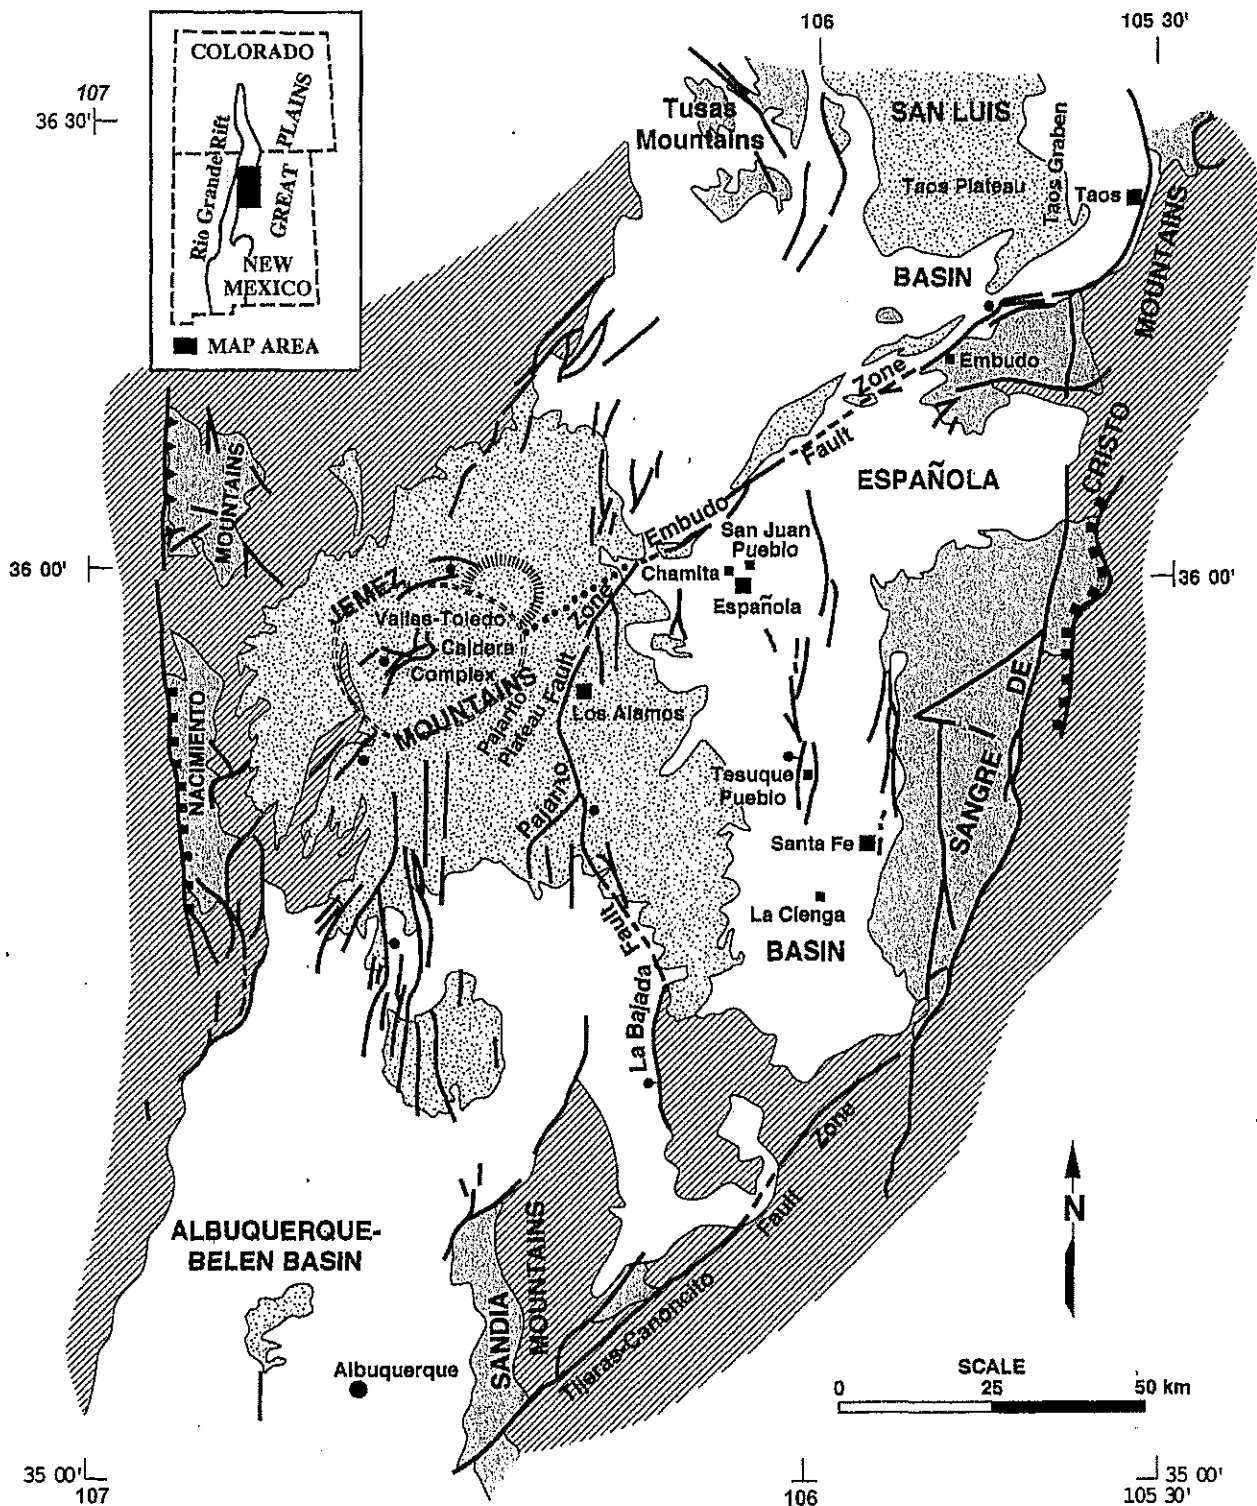 COLORADO
Rio Grande Rift
GREAT PLAINS
NEW
MEXICO
MAP AREA
106
105 30'
107
36 30'
Tusas
Mountains
SAN LUIS
Taos Plateau
Taos Graben
Taos
BASIN
MOUNTAINS
Embudo
Zone
Fault
Embudo
CRISTO
ESPAÑOLA
MOUNTAINS
San Juan
Pueblo
36 00'
Chamita
36 00'
Española
JEMEZ
Zone
Valles-Toledo
Caldera
Complex
MOUNTAINS
Pajarito
Plateau
Fault
Los Alamos
DE
NACIMIENTO
Tesuque
Pueblo
Pajarito
SANGRE
Santa Fe
La Cienga
BASIN
Fault
La Bajada
Zone
Fault
N
ALBUQUERQUE-
BELEN BASIN
SANDIA
MOUNTAINS
Tijeras-Canoncito
Albuquerque
SCALE
0 25 50 km
35 00'
107
106
35 00'
105 30'